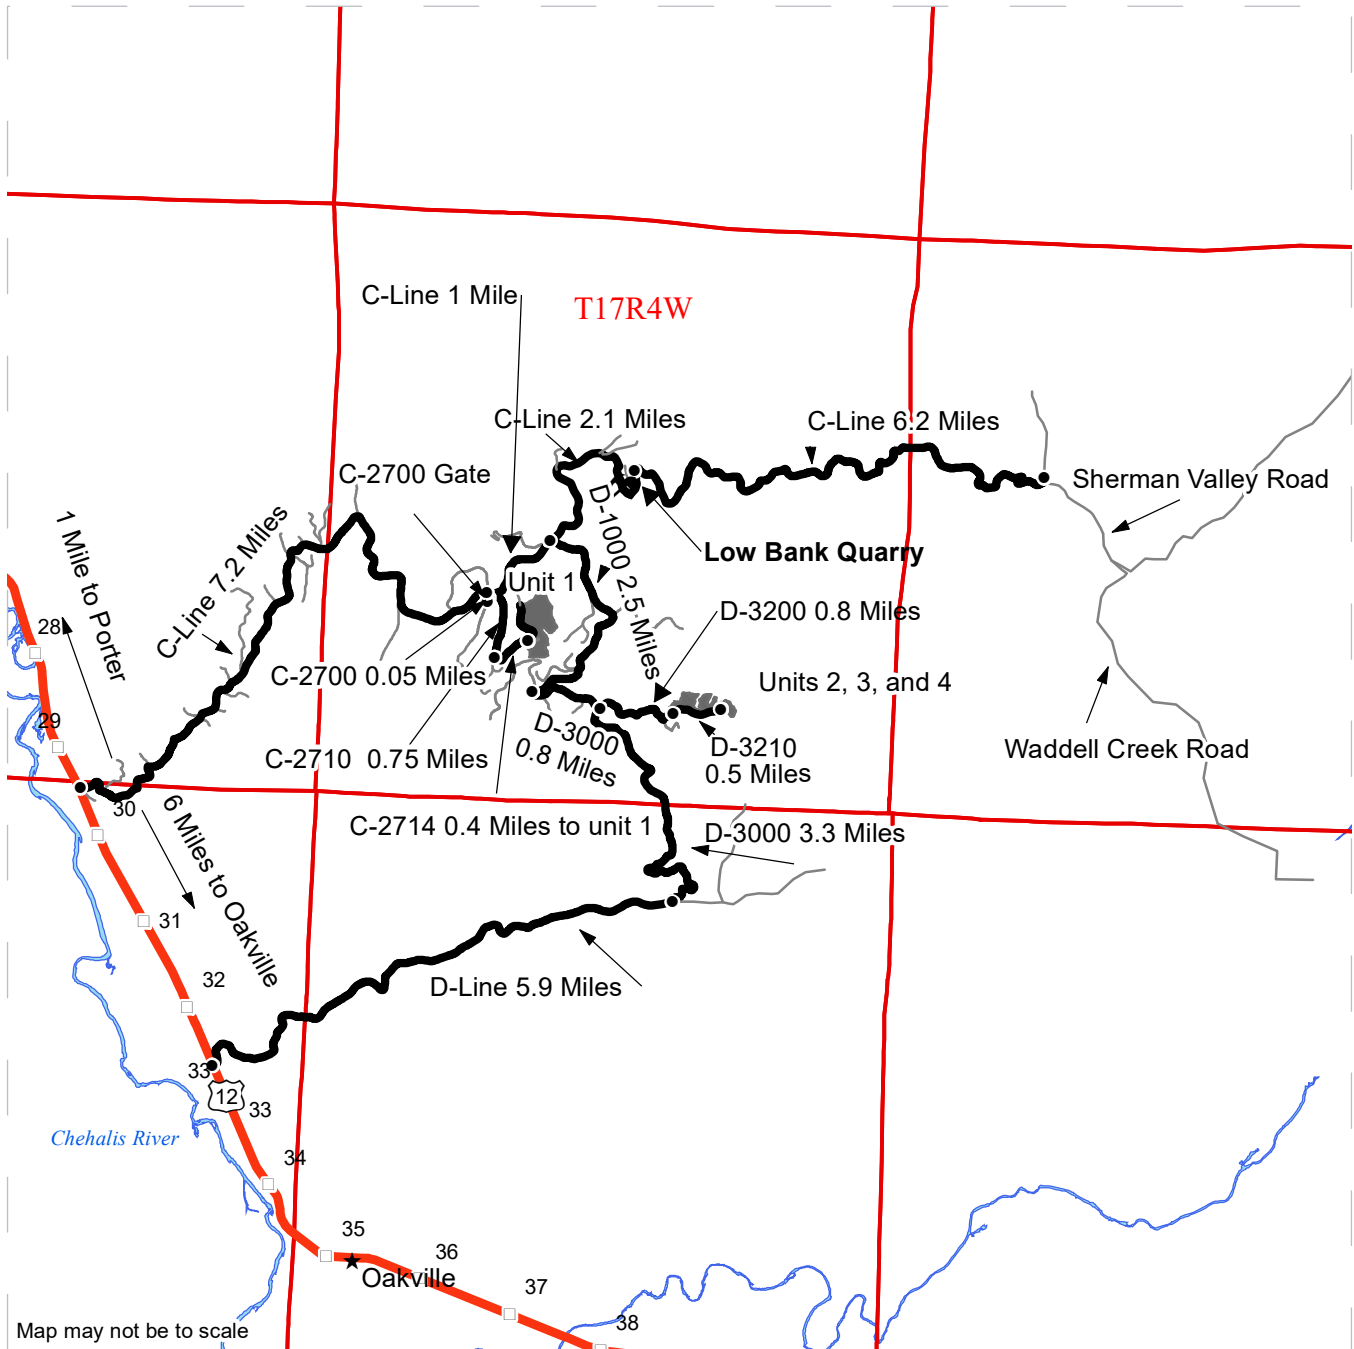 C-Line 1 Mile
T17R4W
C-Line 2.1 Miles
C-Line 6.2 Miles
C-2700 Gate
Sherman Valley Road
1 Mile to Porter
C-Line 7.2 Miles
D-1000 2.5 Miles
Low Bank Quarry
Unit 1
D-3200 0.8 Miles
28
C-2700 0.05 Miles
Units 2, 3, and 4
29
D-3000
0.8 Miles
D-3210
0.5 Miles
Waddell Creek Road
C-2710 0.75 Miles
30
6 Miles to Oakville
C-2714 0.4 Miles to unit 1
D-3000 3.3 Miles
31
32
D-Line 5.9 Miles
33
12
33
Chehalis River
34
35
36
Oakville
37
38
Map may not be to scale